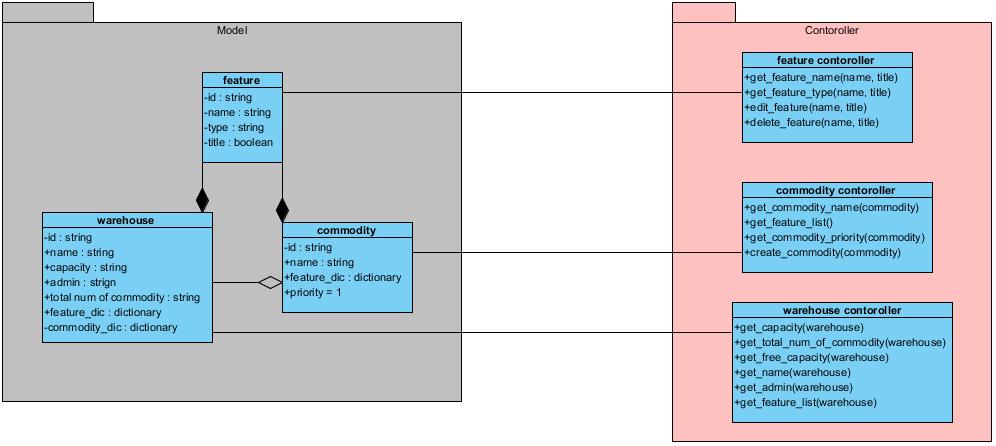 Model
feature
-id : string
-name : string
-type : string
-title : boolean
warehouse
-id : string
+name : string
+capacity : string
+admin : strign
+total num of commodity : string
+feature_dic : dictionary
-commodity_dic : dictionary
commodity
-id : string
+name : string
+feature_dic : dictionary
+priority = 1
Contoroller
feature contoroller
+get_feature_name(name, title)
+get_feature_type(name, title)
+edit_feature(name, title)
+delete_feature(name, title)
commodity contoroller
+get_commodity_name(commodity)
+get_feature_list()
+get_commodity_priority(commodity)
+create_commodity(commodity)
warehouse contoroller
+get_capacity(warehouse)
+get_total_num_of_commodity(warehouse)
+get_free_capacity(warehouse)
+get_name(warehouse)
+get_admin(warehouse)
+get_feature_list(warehouse)